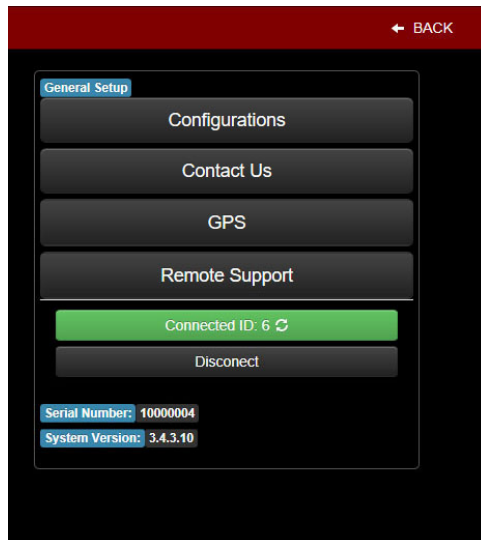 BACK
General Setup
Configurations
Contact Us
GPS
Remote Support
Connected ID: 6
Disconect
Serial Number: 10000004
System Version: 3.4.3.10